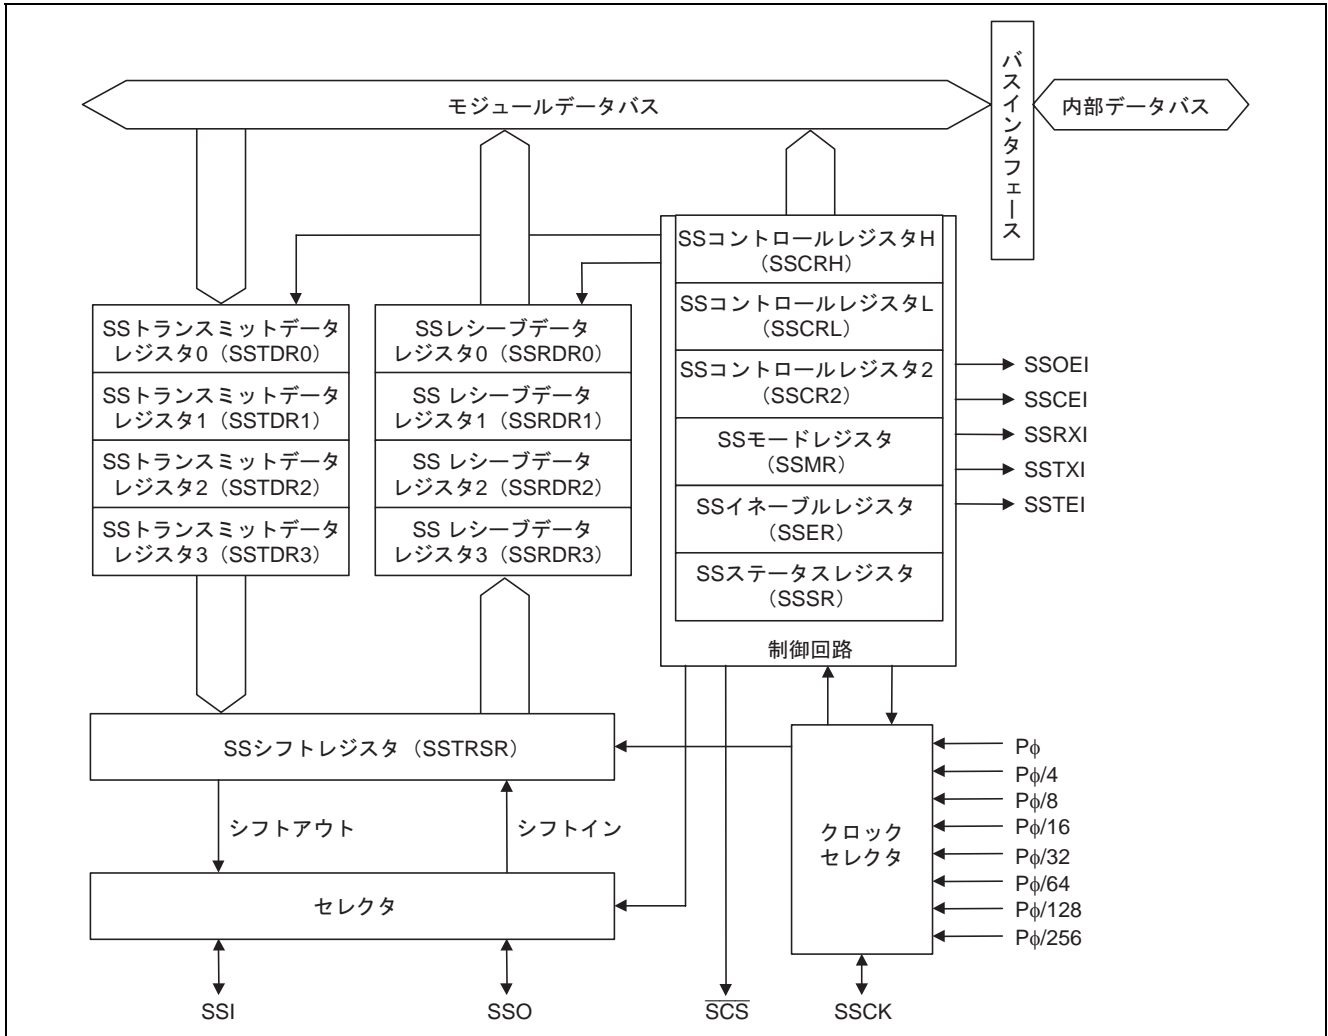 モジュールデータバス
バスインタフェース
内部データバス
SSコントロールレジスタH
（SSCRH）
SSコントロールレジスタL
（SSCRL）
SSコントロールレジスタ2
（SSCR2）
SSモードレジスタ
（SSMR）
SSイネーブルレジスタ
（SSER）
SSステータスレジスタ
（SSSR）
制御回路
SSトランスミットデータ
レジスタ0（SSTDR0）
SSトランスミットデータ
レジスタ1（SSTDR1）
SSトランスミットデータ
レジスタ2（SSTDR2）
SSトランスミットデータ
レジスタ3（SSTDR3）
SSレシーブデータ
レジスタ0（SSRDR0）
SS レシーブデータ
レジスタ1（SSRDR1）
SS レシーブデータ
レジスタ2（SSRDR2）
SS レシーブデータ
レジスタ3（SSRDR3）
SSOEI
SSCEI
SSRXI
SSTXI
SSTEI
SSシフトレジスタ（SSTRSR）
シフトアウト
シフトイン
セレクタ
クロック
セレクタ
Pφ
Pφ/4
Pφ/8
Pφ/16
Pφ/32
Pφ/64
Pφ/128
Pφ/256
SSI
SSO
S̅C̅S̅
SSCK